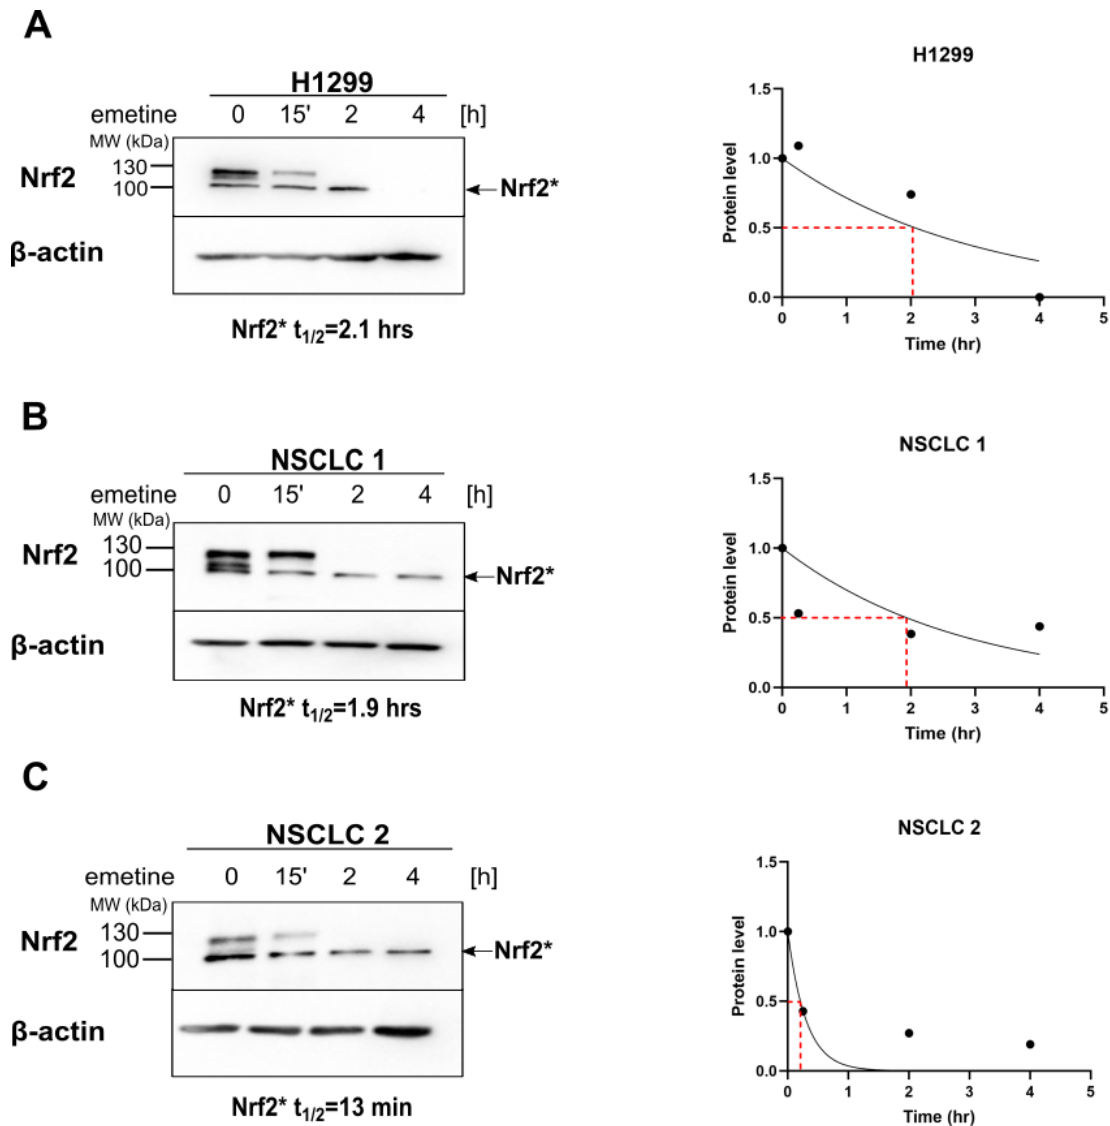 A
H1299
emetine 0 15' 2 4 [h]
MW (kDa)
Nrf2
130
100
Nrf2*
β-actin
Nrf2* t1/2=2.1 hrs
H1299
Protein level
1.5
1.0
0.5
0.0
0 1 2 3 4 5
Time (hr)
B
NSCLC 1
emetine 0 15' 2 4 [h]
MW (kDa)
Nrf2
130
100
Nrf2*
β-actin
Nrf2* t1/2=1.9 hrs
NSCLC 1
Protein level
1.5
1.0
0.5
0.0
0 1 2 3 4 5
Time (hr)
C
NSCLC 2
emetine 0 15' 2 4 [h]
MW (kDa)
Nrf2
130
100
Nrf2*
β-actin
Nrf2* t1/2=13 min
NSCLC 2
Protein level
1.5
1.0
0.5
0.0
0 1 2 3 4 5
Time (hr)